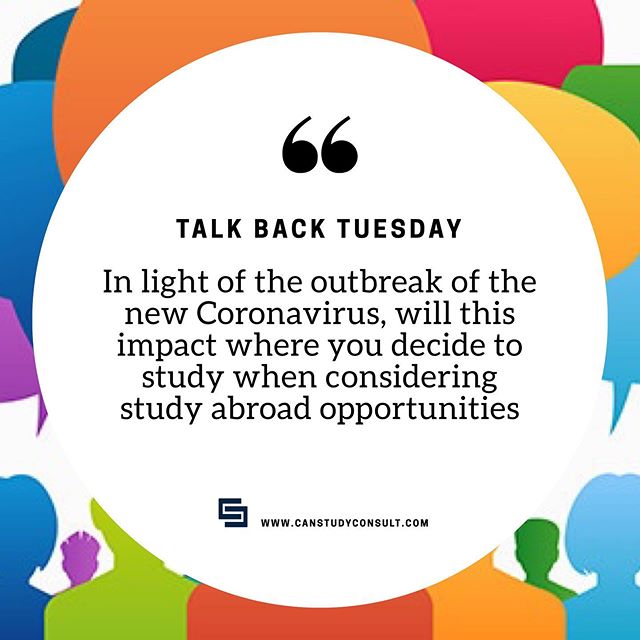 TALK BACK TUESDAY
In light of the outbreak of the
new Coronavirus, will this
impact where you decide to
study when considering
study abroad opportunities
WWW.CANSTUDYCONSULT.COM